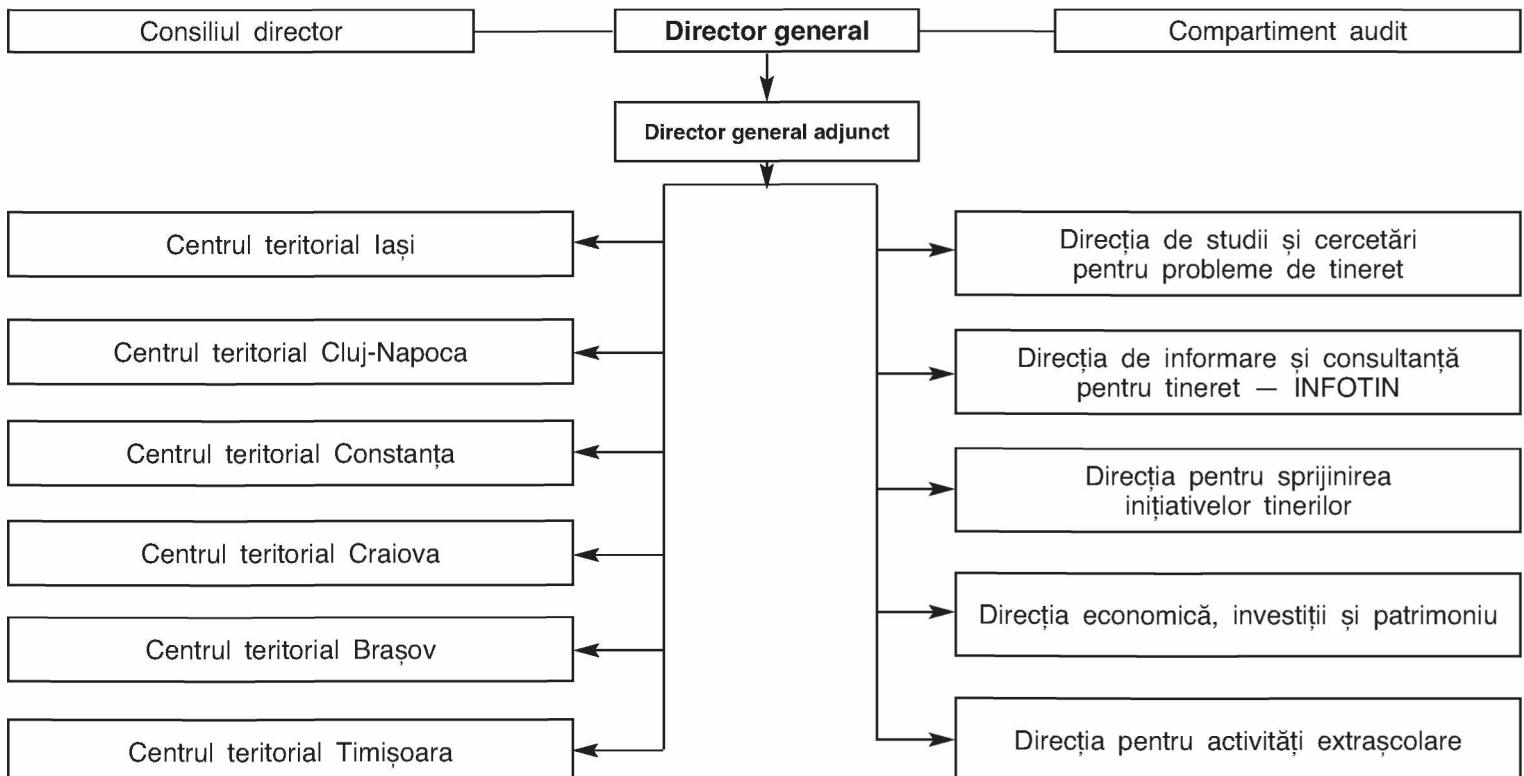 Consiliul director
Director general
Compartiment audit
Director general adjunct
Centrul teritorial Iași
Centrul teritorial Cluj-Napoca
Centrul teritorial Constanța
Centrul teritorial Craiova
Centrul teritorial Brașov
Centrul teritorial Timișoara
Direcția de studii și cercetări
pentru probleme de tineret
Direcția de informare și consultanță
pentru tineret — INFOTIN
Direcția pentru sprijinirea
inițiativelor tinerilor
Direcția economică, investiții și patrimoniu
Direcția pentru activități extrașcolare